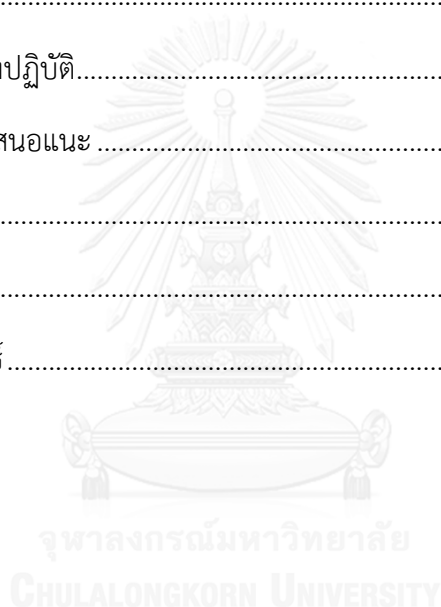 ....................................................................................
ปฏิบัติ....................................................................
เสนอแนะ ................................................................
....................................................................................
....................................................................................
....................................................................................
จุฬาลงกรณ์มหาวิทยาลัย
CHULALONGKORN UNIVERSITY